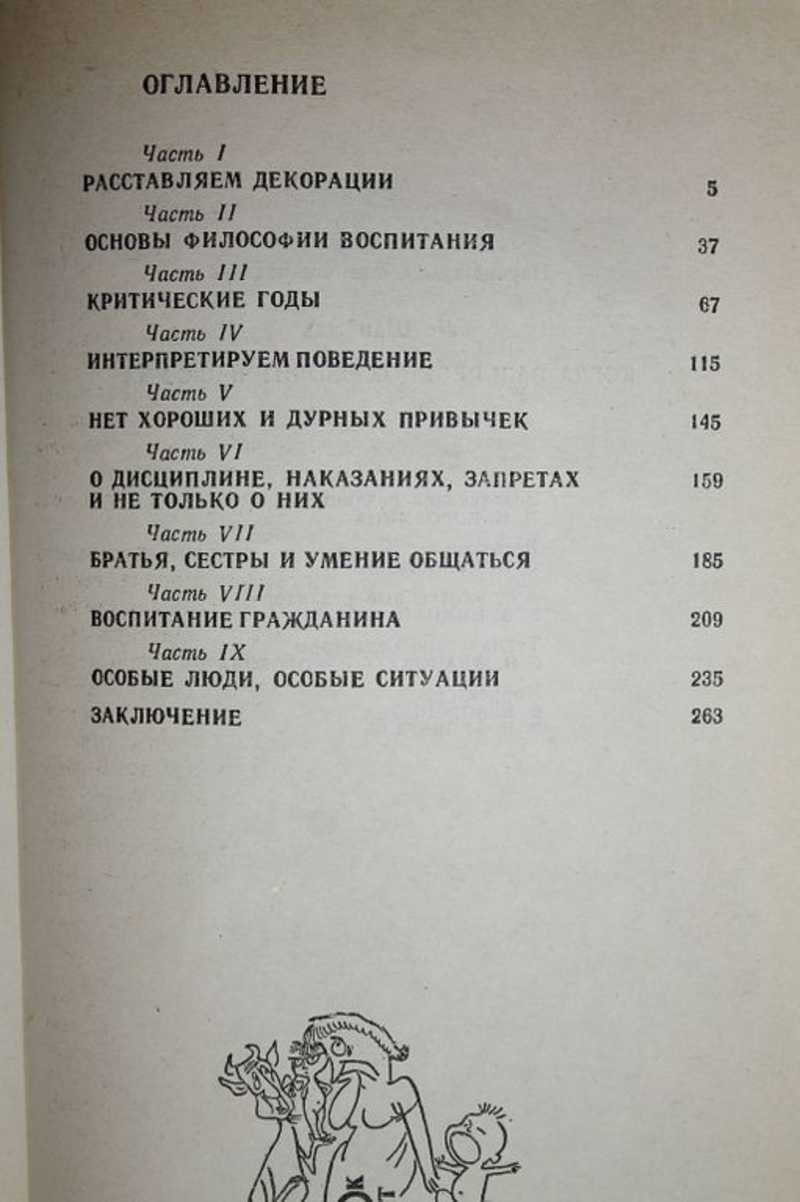 ОГЛАВЛЕНИЕ
Часть I
РАССТАВЛЯЕМ ДЕКОРАЦИИ 5
Часть II
ОСНОВЫ ФИЛОСОФИИ ВОСПИТАНИЯ 37
Часть III
КРИТИЧЕСКИЕ ГОДЫ 67
Часть IV
ИНТЕРПРЕТИРУЕМ ПОВЕДЕНИЕ 115
Часть V
НЕТ ХОРОШИХ И ДУРНЫХ ПРИВЫЧЕК 145
Часть VI
О ДИСЦИПЛИНЕ, НАКАЗАНИЯХ, ЗАПРЕТАХ 159
И НЕ ТОЛЬКО О НИХ
Часть VII
БРАТЬЯ, СЕСТРЫ И УМЕНИЕ ОБЩАТЬСЯ 185
Часть VIII
ВОСПИТАНИЕ ГРАЖДАНИНА 209
Часть IX
ОСОБЫЕ ЛЮДИ, ОСОБЫЕ СИТУАЦИИ 235
ЗАКЛЮЧЕНИЕ 263